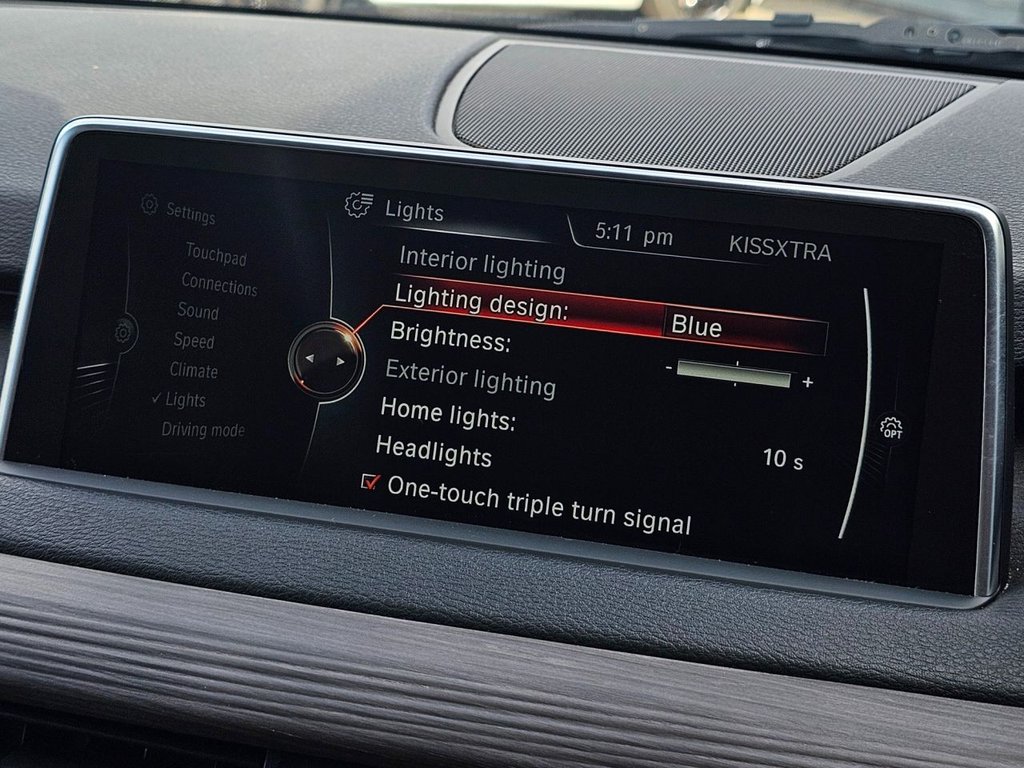 Settings
Touchpad
Connections
Sound
Speed
Climate
✓ Lights
Driving mode
Lights
5:11 pm
KISSXTRA
Interior lighting
Lighting design: Blue
Brightness: - +
Exterior lighting
Home lights: 10 s
Headlights
One-touch triple turn signal
OPT